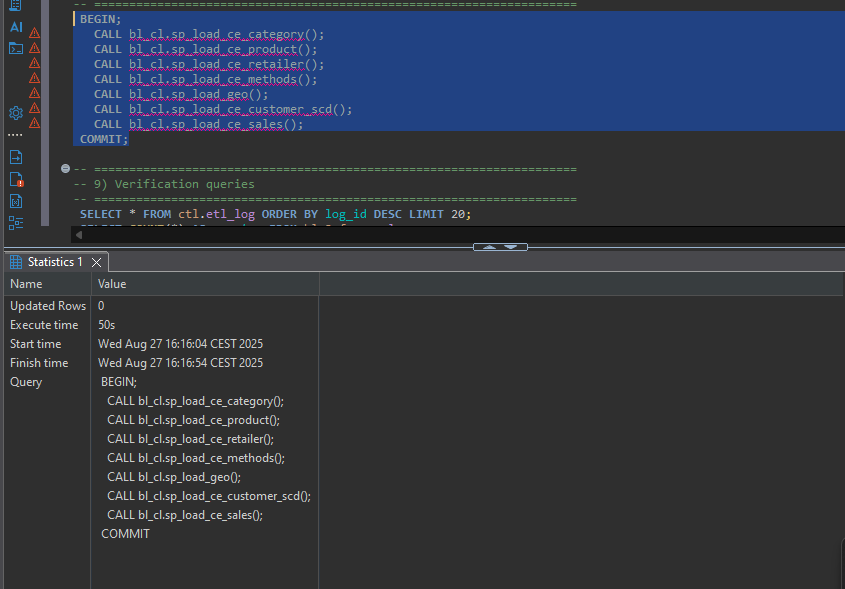 -- ======================================================================
BEGIN;
CALL bl_cl.sp_load_ce_category();
CALL bl_cl.sp_load_ce_product();
CALL bl_cl.sp_load_ce_retailer();
CALL bl_cl.sp_load_ce_methods();
CALL bl_cl.sp_load_geo();
CALL bl_cl.sp_load_ce_customer_scd();
CALL bl_cl.sp_load_ce_sales();
COMMIT;
-- ======================================================================
-- 9) Verification queries
-- ======================================================================
SELECT * FROM ctl.etl_log ORDER BY log_id DESC LIMIT 20;
AI
Statistics 1
Name Value
Updated Rows 0
Execute time 50s
Start time Wed Aug 27 16:16:04 CEST 2025
Finish time Wed Aug 27 16:16:54 CEST 2025
Query BEGIN;
CALL bl_cl.sp_load_ce_category();
CALL bl_cl.sp_load_ce_product();
CALL bl_cl.sp_load_ce_retailer();
CALL bl_cl.sp_load_ce_methods();
CALL bl_cl.sp_load_geo();
CALL bl_cl.sp_load_ce_customer_scd();
CALL bl_cl.sp_load_ce_sales();
COMMIT